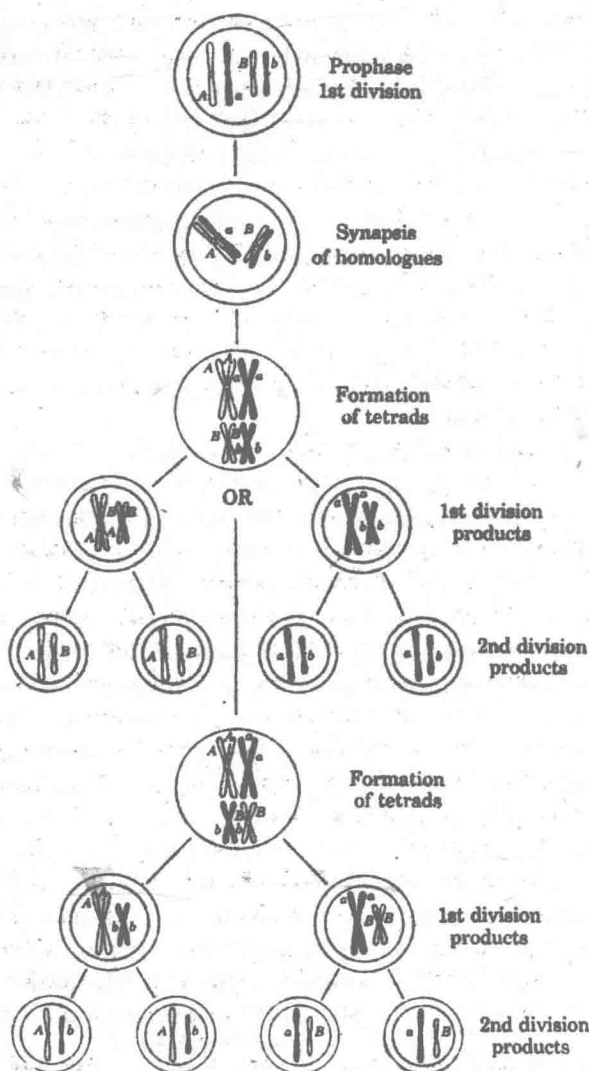 A a B b
Prophase
1st division
a B
A b
Synapsis
of homologues
A A a a
B B b b
Formation
of tetrads
OR
A B B A
a a b b
1st division
products
A B
A B
a b
a b
2nd division
products
A A a a
b b B B
Formation
of tetrads
A b b
a a B B
1st division
products
A b
A b
a B
a B
2nd division
products